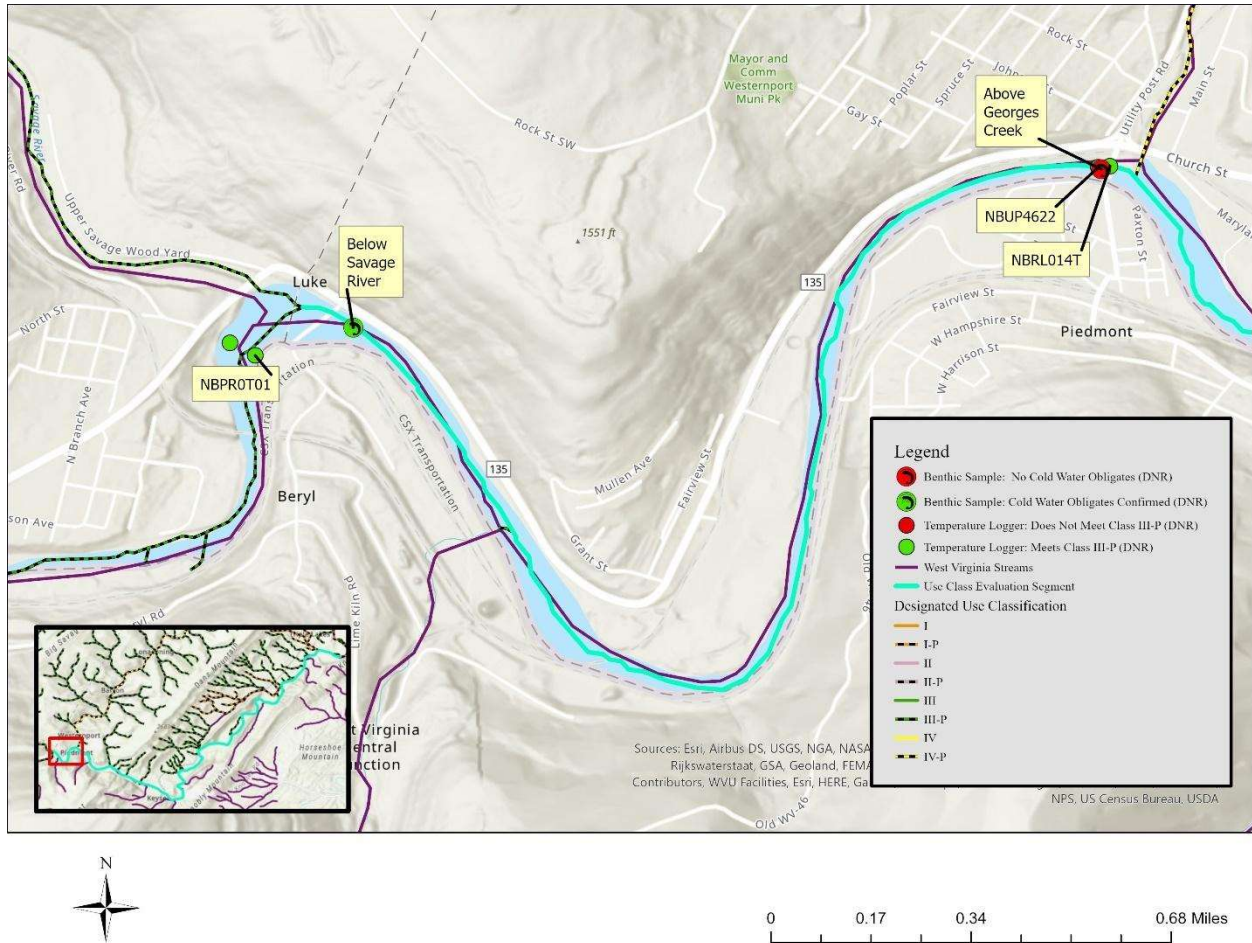 Mayor and
Comm
Westernport
Muni Pk
Rock St
Poplar St
Spruce St
Gay St
Utility Post Rd
Main St
Rock St SW
Above
Georges
Creek
Church St
Savage River
River Rd
Upper Savage Wood Yard
Below
Savage
River
1551 ft
NBUP4622
NBRL014T
Paxton St
Luke
135
North St
Fairview St
W Hampshire St
Piedmont
W Harrison St
NBPR0T01
N Branch Ave
CSX Transportation
135
Mullen Ave
Fairview St
Beryl
Grant St
Lime Kiln Rd
Legend
Benthic Sample: No Cold Water Obligates (DNR)
Benthic Sample: Cold Water Obligates Confirmed (DNR)
Temperature Logger: Does Not Meet Class III-P (DNR)
Temperature Logger: Meets Class III-P (DNR)
West Virginia Streams
Use Class Evaluation Segment
Designated Use Classification
I
I-P
II
II-P
III
III-P
IV
IV-P
Westernport
Piedmont
Horseshoe
Mountain
Sources: Esri, Airbus DS, USGS, NGA, NASA
Rijkswaterstaat, GSA, Geoland, FEMA
Contributors, WVU Facilities, Esri, HERE, Ga
NPS, US Census Bureau, USDA
Old WV-46
N
0 0.17 0.34 0.68 Miles